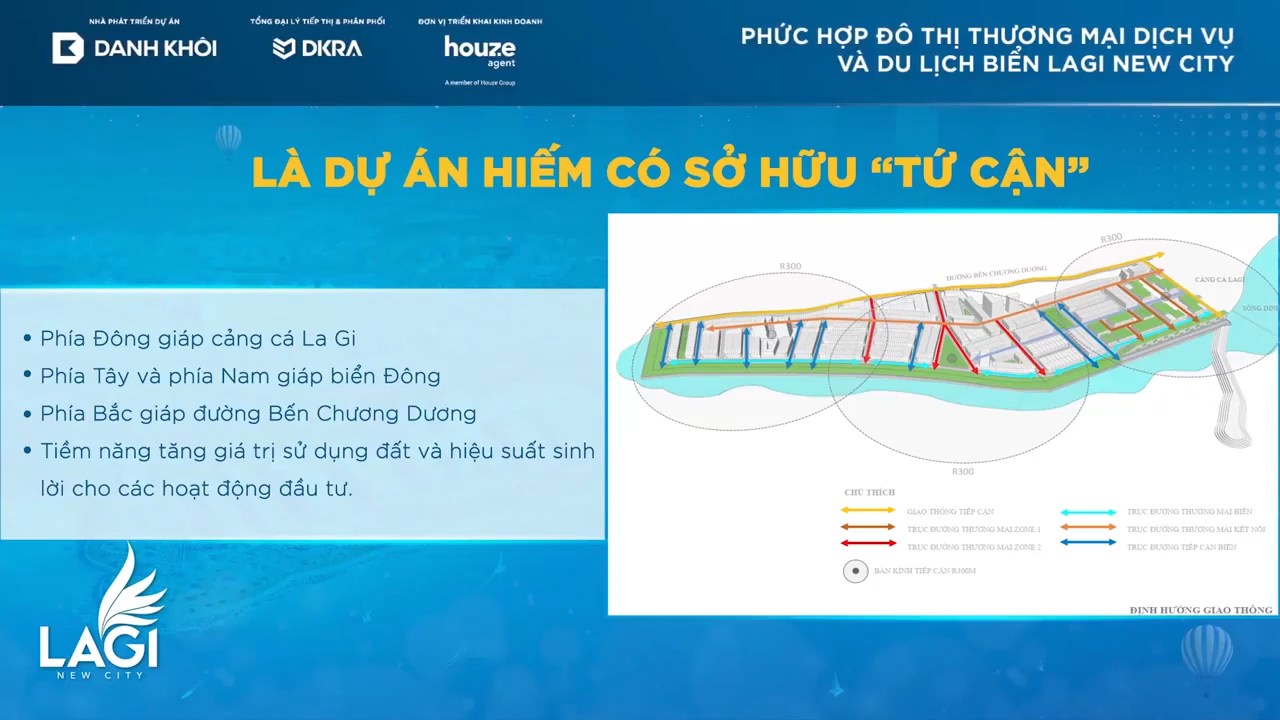 NHÀ PHÁT TRIỂN DỰ ÁN
DANH KHÔI
TỔNG ĐẠI LÝ TIẾP THỊ & PHÂN PHỐI
DKRA
ĐƠN VỊ TRIỂN KHAI KINH DOANH
houze
agent
A member of Houze Group
PHỨC HỢP ĐÔ THỊ THƯƠNG MẠI DỊCH VỤ
VÀ DU LỊCH BIỂN LAGI NEW CITY
LÀ DỰ ÁN HIẾM CÓ SỞ HỮU “TỨ CẬN”
• Phía Đông giáp cảng cá La Gi
• Phía Tây và phía Nam giáp biển Đông
• Phía Bắc giáp đường Bến Chương Dương
• Tiềm năng tăng giá trị sử dụng đất và hiệu suất sinh
lời cho các hoạt động đầu tư.
R300
R300
ĐƯỜNG BẾN CHƯƠNG DƯƠNG
CẢNG CÁ LAGI
SÔNG
R300
CHÚ THÍCH
GIAO THÔNG TIẾP CẬN
TRỤC ĐƯỜNG THƯƠNG MẠI ZONE 1
TRỤC ĐƯỜNG THƯƠNG MẠI ZONE 2
TRỤC ĐƯỜNG THƯƠNG MẠI BIỂN
TRỤC ĐƯỜNG THƯƠNG MẠI KẾT NỐI
TRỤC ĐƯỜNG TIẾP CẬN BIỂN
BÁN KÍNH TIẾP CẬN R300M
ĐỊNH HƯỚNG GIAO THÔNG
LAGI
NEW CITY